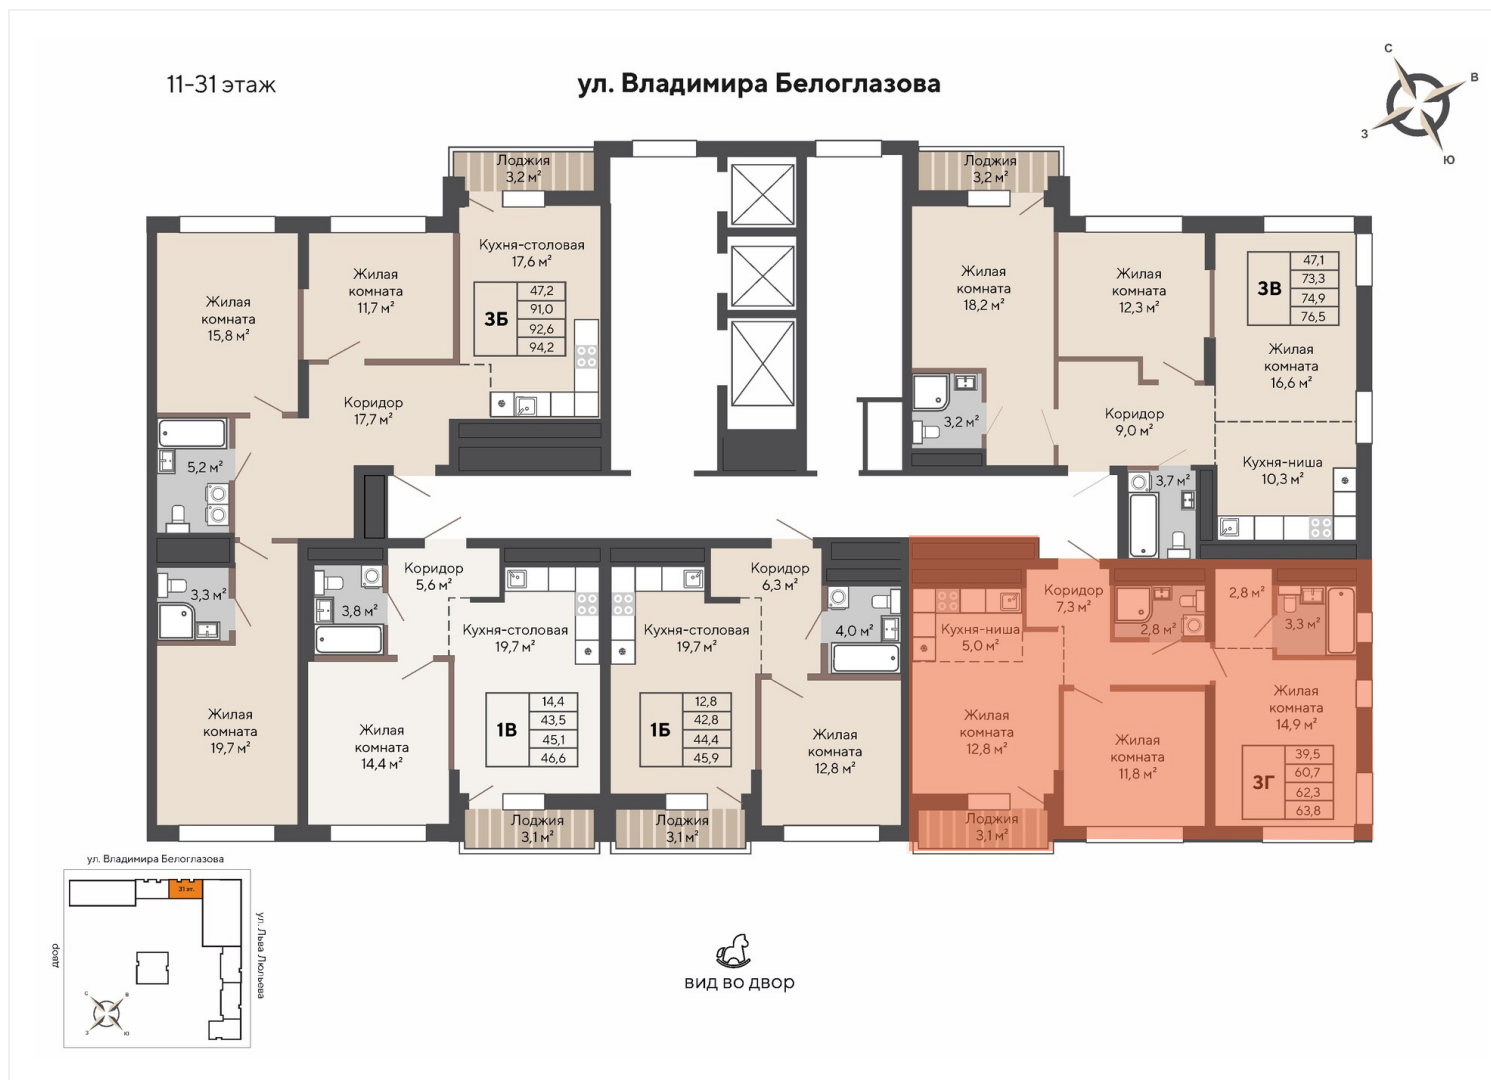 11-31 этаж
ул. Владимира Белоглазова
С
В
З
Ю
Лоджия
3,2 м²
Лоджия
3,2 м²
Кухня-столовая
17,6 м²
3Б
47,2
91,0
92,6
94,2
Жилая
комната
11,7 м²
Жилая
комната
15,8 м²
Коридор
17,7 м²
5,2 м²
3,3 м²
Жилая
комната
19,7 м²
Жилая
комната
18,2 м²
Жилая
комната
12,3 м²
3В
47,1
73,3
74,9
76,5
Жилая
комната
16,6 м²
3,2 м²
Коридор
9,0 м²
Кухня-ниша
10,3 м²
3,7 м²
3,8 м²
Коридор
5,6 м²
Кухня-столовая
19,7 м²
1В
14,4
43,5
45,1
46,6
Жилая
комната
14,4 м²
Лоджия
3,1 м²
Коридор
6,3 м²
4,0 м²
Кухня-столовая
19,7 м²
1Б
12,8
42,8
44,4
45,9
Жилая
комната
12,8 м²
Лоджия
3,1 м²
Коридор
7,3 м²
Кухня-ниша
5,0 м²
2,8 м²
2,8 м²
3,3 м²
Жилая
комната
12,8 м²
Жилая
комната
11,8 м²
Жилая
комната
14,9 м²
3Г
39,5
60,7
62,3
63,8
Лоджия
3,1 м²
ул. Владимира Белоглазова
31 эт.
двор
ул. Льва Люльева
С
В
З
Ю
вид во двор